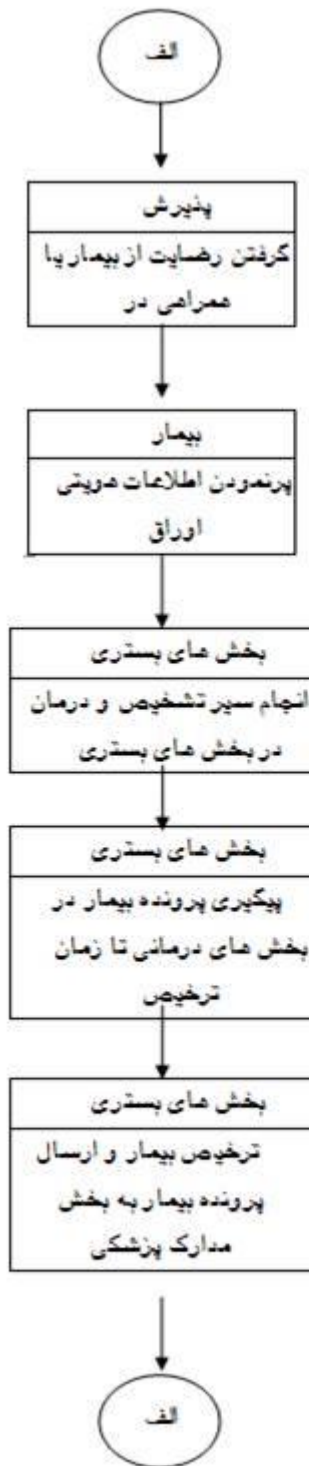 الف
پذیرش
گرفتن رضایت از بیمار یا
همراهی در
بیمار
پرنمودن اطلاعات هویتی
اوراق
بخش های بستری
انجام سیر تشخیص و درمان
در بخش های بستری
بخش های بستری
پیگیری پرونده بیمار در
بخش های درمانی تا زمان
ترخیص
بخش های بستری
ترخیص بیمار و ارسال
پرونده بیمار به بخش
مدارک پزشکی
الف